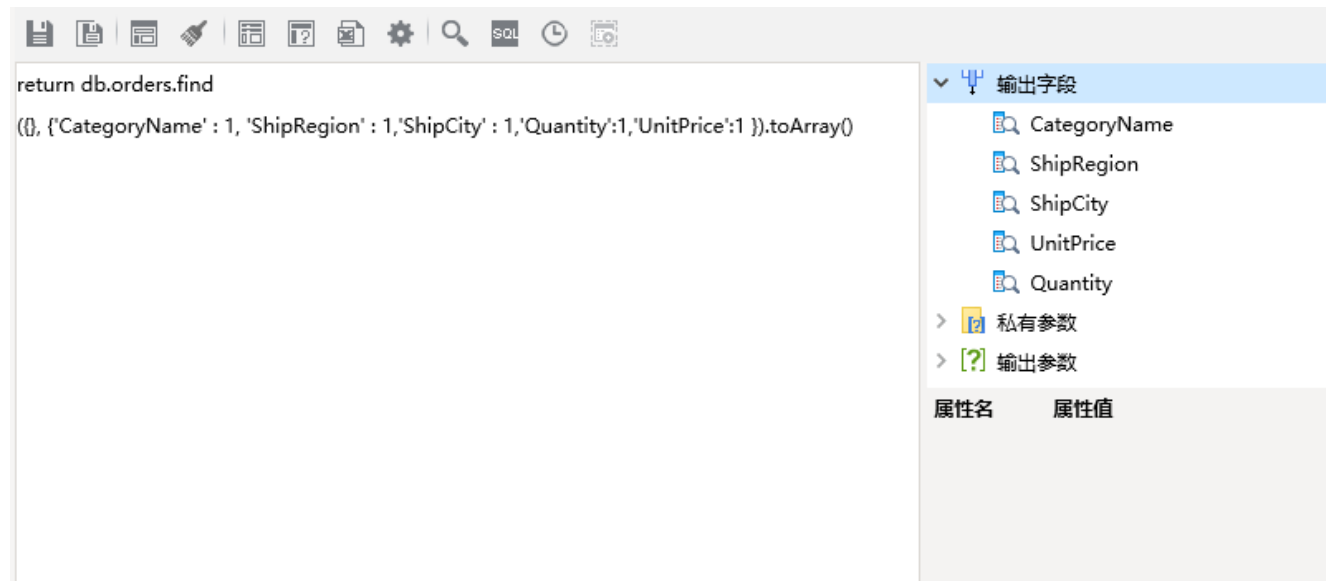 SQL
return db.orders.find
({}, {'CategoryName' : 1, 'ShipRegion' : 1,'ShipCity' : 1,'Quantity':1,'UnitPrice':1 }).toArray()
输出字段
CategoryName
ShipRegion
ShipCity
UnitPrice
Quantity
[?] 私有参数
[?] 输出参数
属性名 属性值